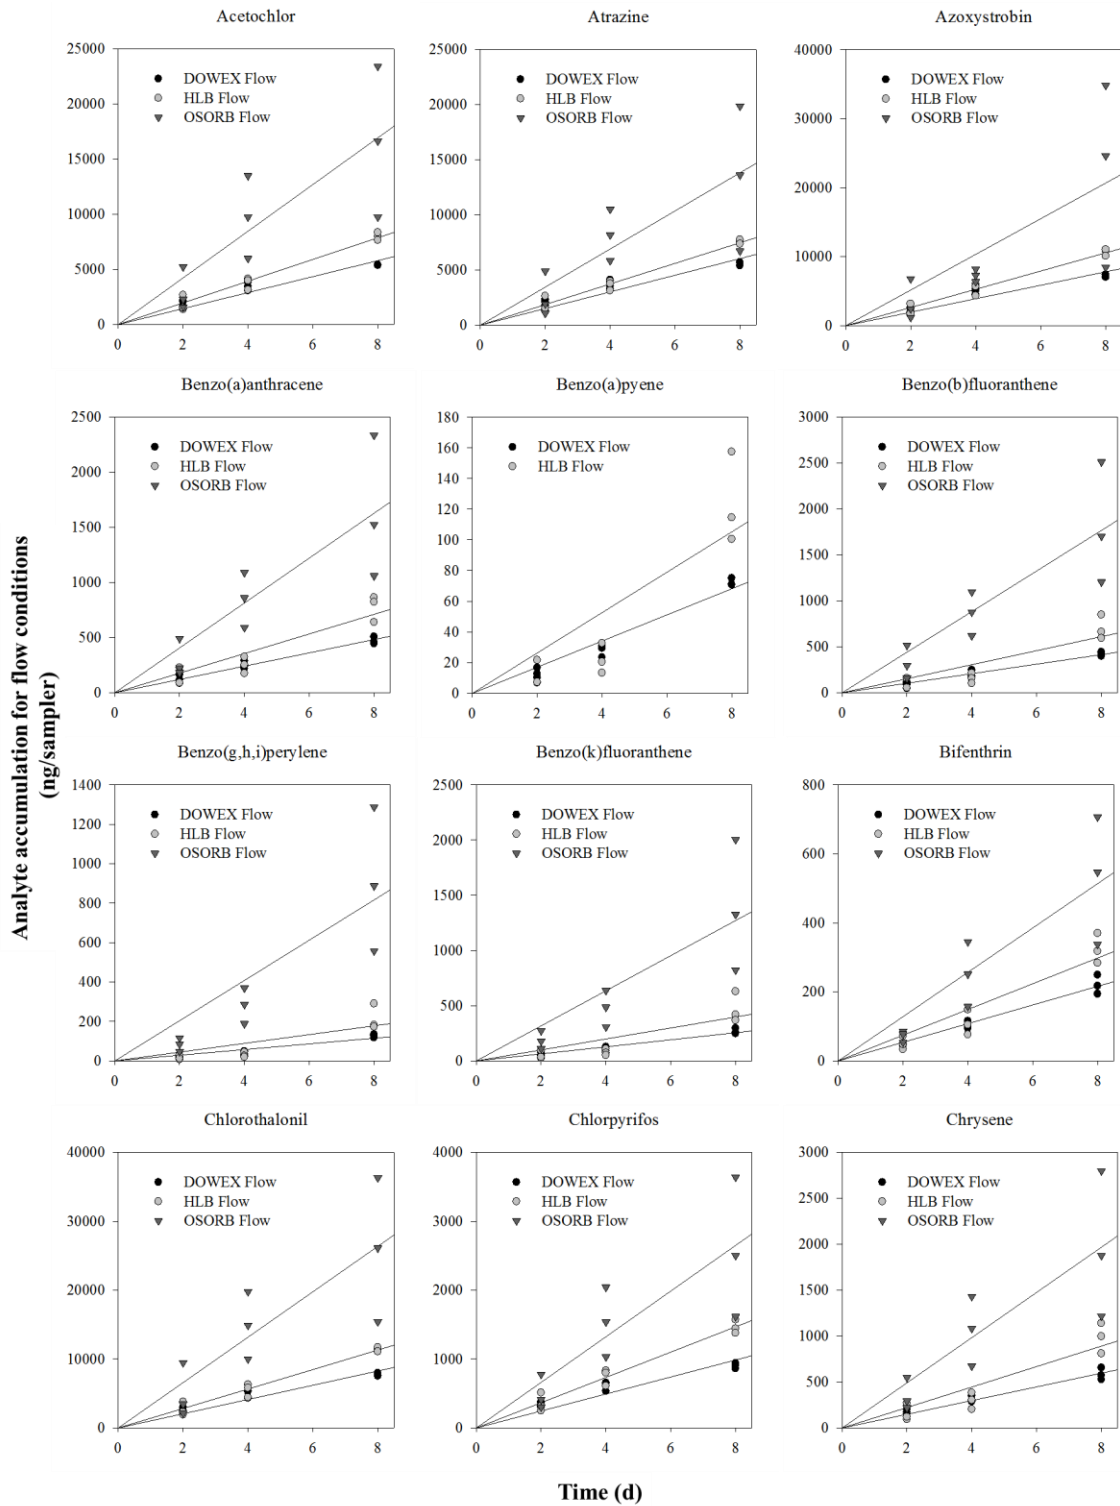 Acetochlor
25000
20000
15000
10000
5000
0
DOWEX Flow
HLB Flow
OSORB Flow
0 2 4 6 8
Atrazine
25000
20000
15000
10000
5000
0
DOWEX Flow
HLB Flow
OSORB Flow
0 2 4 6 8
Azoxystrobin
40000
30000
20000
10000
0
DOWEX Flow
HLB Flow
OSORB Flow
0 2 4 6 8
Benzo(a)anthracene
2500
2000
1500
1000
500
0
DOWEX Flow
HLB Flow
OSORB Flow
0 2 4 6 8
Benzo(a)pyene
180
160
140
120
100
80
60
40
20
0
DOWEX Flow
HLB Flow
0 2 4 6 8
Benzo(b)fluoranthene
3000
2500
2000
1500
1000
500
0
DOWEX Flow
HLB Flow
OSORB Flow
0 2 4 6 8
Analyte accumulation for flow conditions
(ng/sampler)
Benzo(g,h,i)perylene
1400
1200
1000
800
600
400
200
0
DOWEX Flow
HLB Flow
OSORB Flow
0 2 4 6 8
Benzo(k)fluoranthene
2500
2000
1500
1000
500
0
DOWEX Flow
HLB Flow
OSORB Flow
0 2 4 6 8
Bifenthrin
800
600
400
200
0
DOWEX Flow
HLB Flow
OSORB Flow
0 2 4 6 8
Chlorothalonil
40000
30000
20000
10000
0
DOWEX Flow
HLB Flow
OSORB Flow
0 2 4 6 8
Chlorpyrifos
4000
3000
2000
1000
0
DOWEX Flow
HLB Flow
OSORB Flow
0 2 4 6 8
Chrysene
3000
2500
2000
1500
1000
500
0
DOWEX Flow
HLB Flow
OSORB Flow
0 2 4 6 8
Time (d)